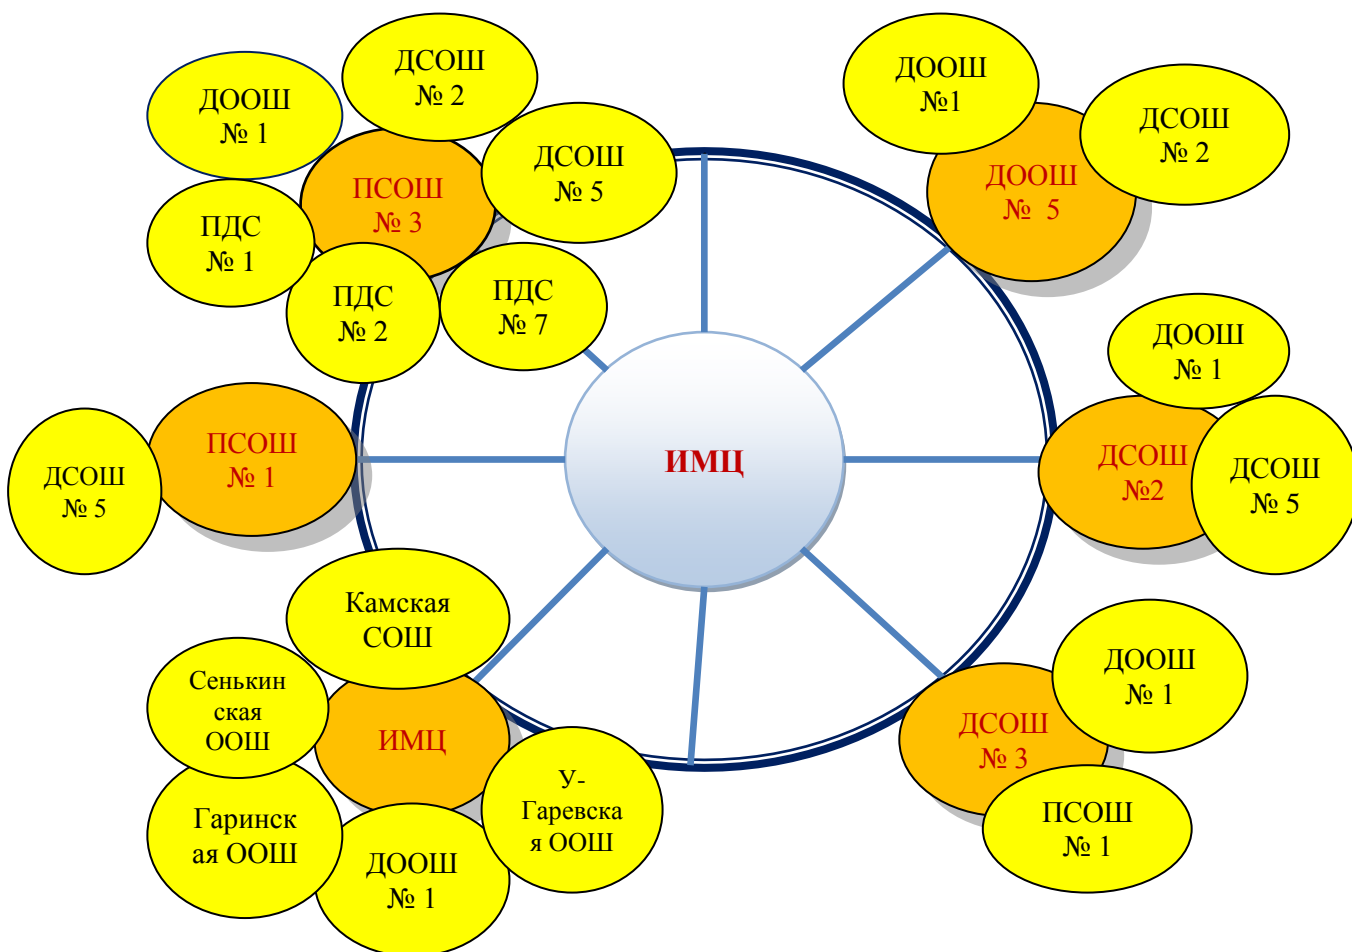 ДСОШ
№ 2
ДООШ
№ 1
ДСОШ
№ 5
ПСОШ
№ 3
ПДС
№ 1
ПДС
№ 2
ПДС
№ 7
ДООШ
№1
ДСОШ
№ 2
ДООШ
№ 5
ДООШ
№ 1
ДСОШ
№2
ДСОШ
№ 5
ПСОШ
№ 1
ДСОШ
№ 5
ИМЦ
Камская
СОШ
Сенькин
ская
ООШ
ИМЦ
Гаринск
ая ООШ
ДООШ
№ 1
У-
Гаревска
я ООШ
ДООШ
№ 1
ДСОШ
№ 3
ПСОШ
№ 1